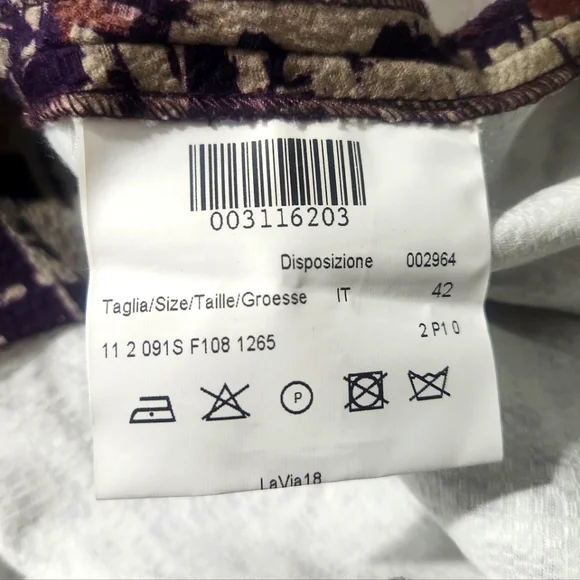 003116203
Disposizione 002964
Taglia/Size/Taille/Groesse IT 42
11 2 091S F108 1265 2 P1 0
P
LaVia18